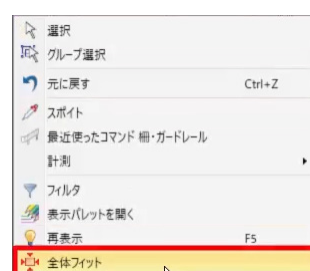 選択
グループ選択
元に戻す Ctrl+Z
スポイト
最近使ったコマンド 柵・ガードレール
計測
フィルタ
表示パレットを開く
再表示 F5
全体フィット